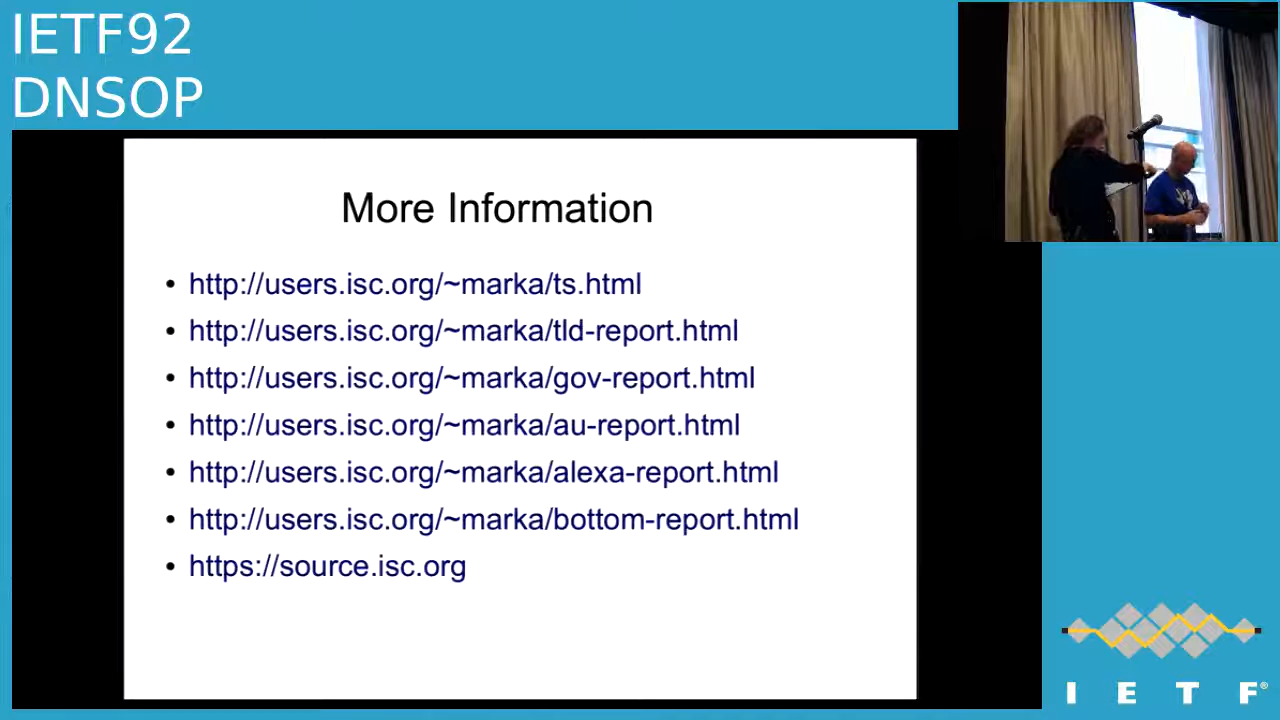 IETF92
DNSOP
More Information
• http://users.isc.org/~marka/ts.html
• http://users.isc.org/~marka/tld-report.html
• http://users.isc.org/~marka/gov-report.html
• http://users.isc.org/~marka/au-report.html
• http://users.isc.org/~marka/alexa-report.html
• http://users.isc.org/~marka/bottom-report.html
• https://source.isc.org
I E T F®